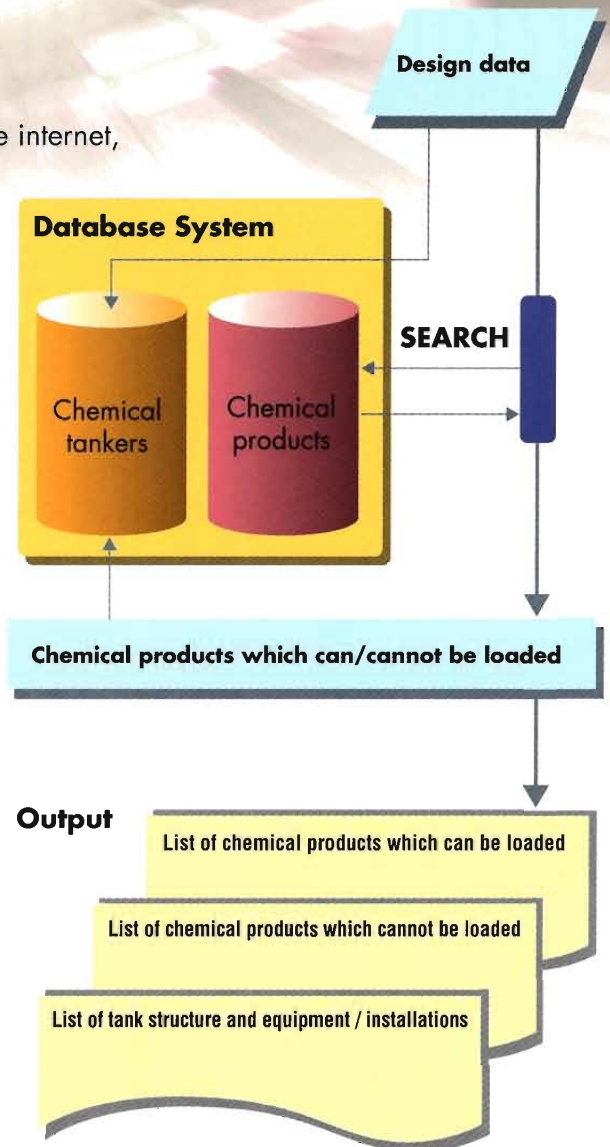 Design data
e internet,
Database System
SEARCH
Chemical
tankers
Chemical
products
Chemical products which can/cannot be loaded
Output
List of chemical products which can be loaded
List of chemical products which cannot be loaded
List of tank structure and equipment / installations